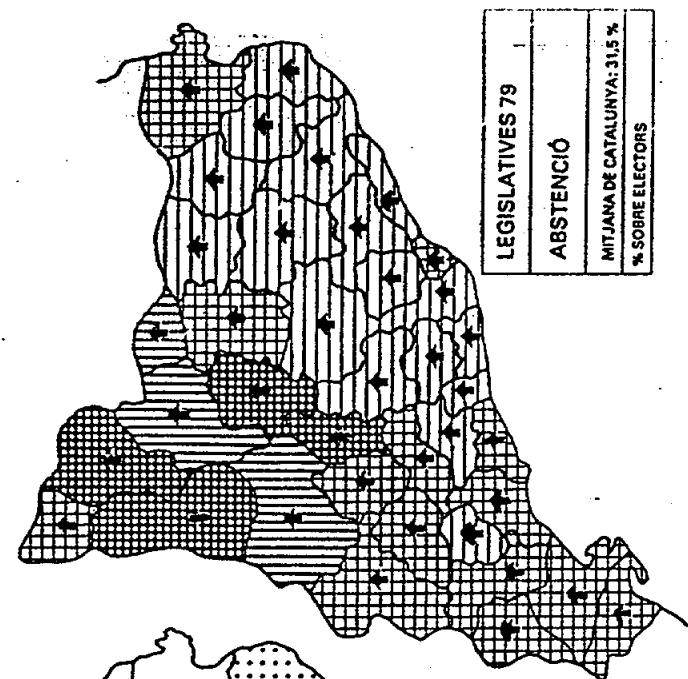 LEGISLATIVES 79
ABSTENCIÓ
MITJANA DE CATALUNYA: 31,5 %
% SOBRE ELECTORS